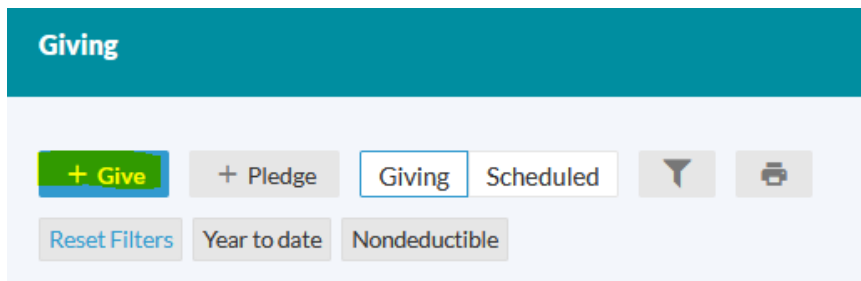 Giving
+ Give + Pledge Giving Scheduled
Reset Filters Year to date Nondeductible